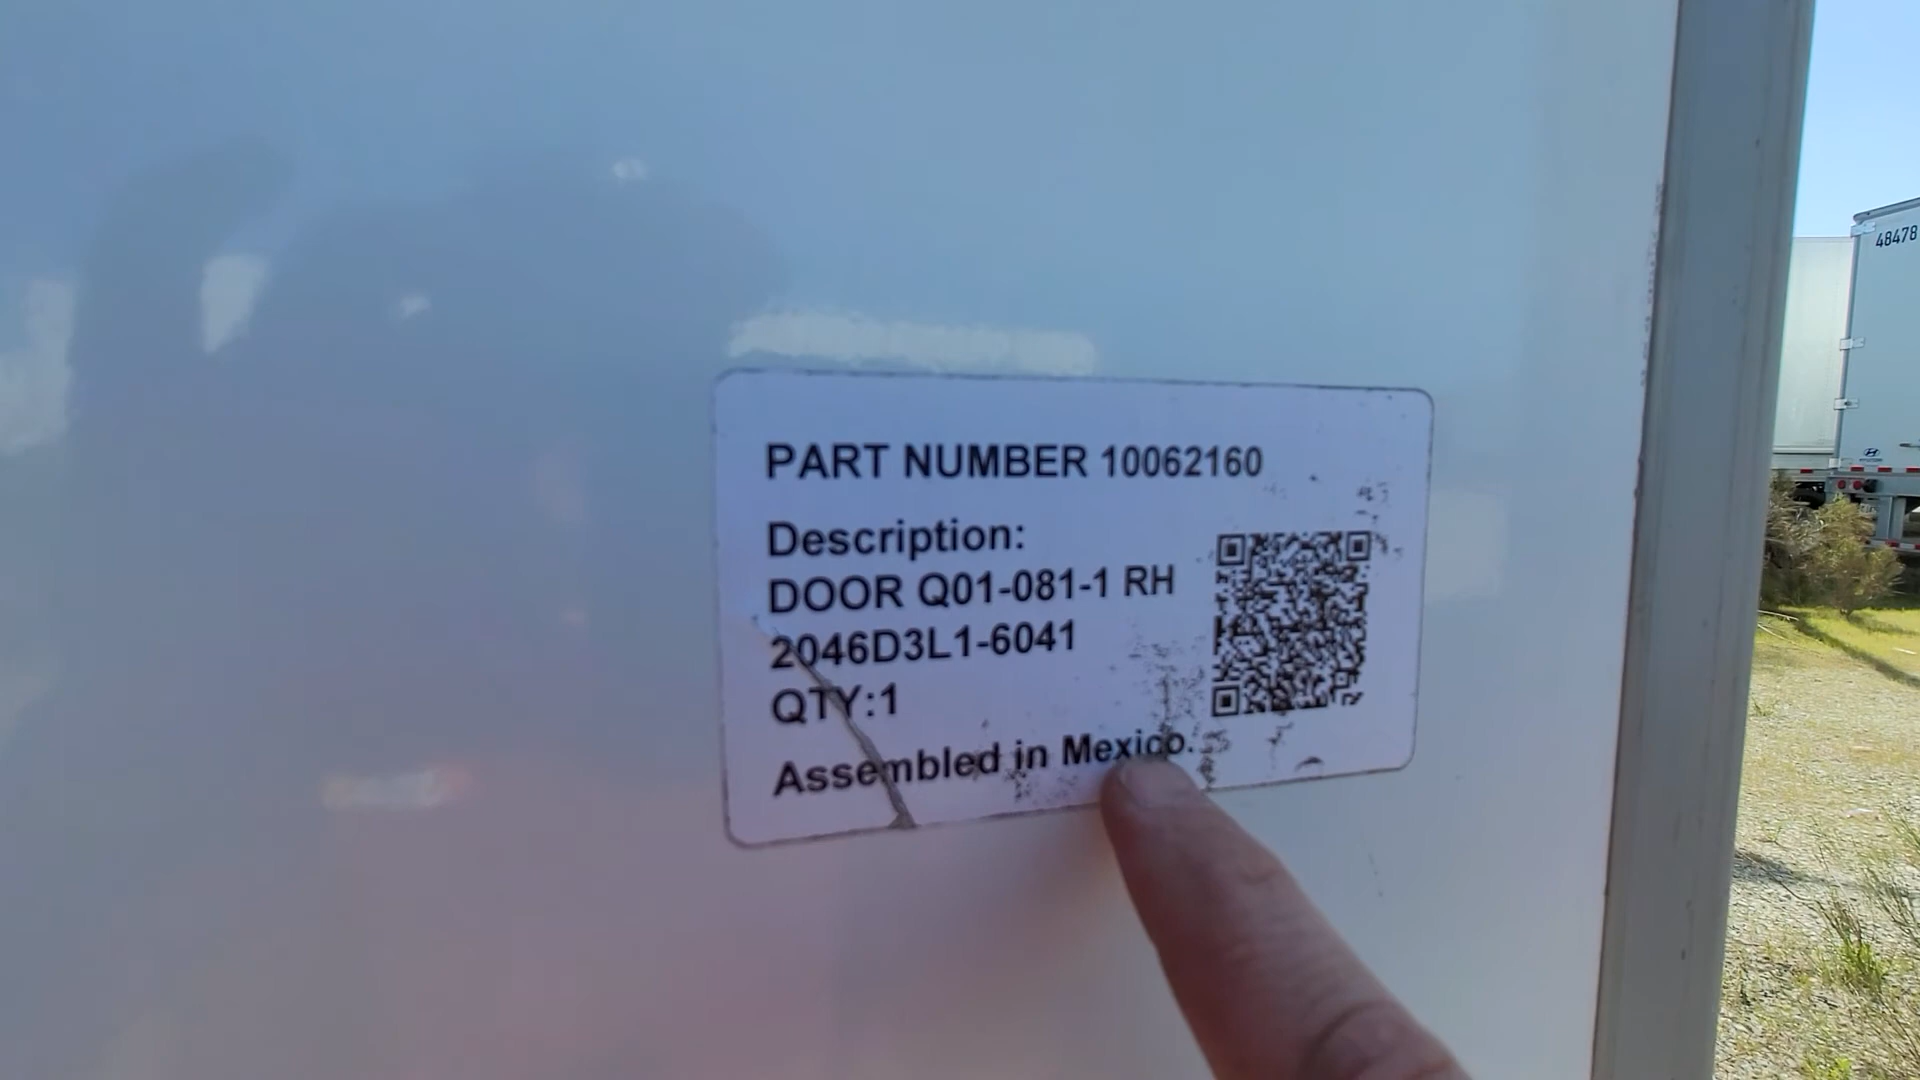 PART NUMBER 10062160
Description:
DOOR Q01-081-1 RH
2046D3L1-6041
QTY:1
Assembled in Mexico.
48478